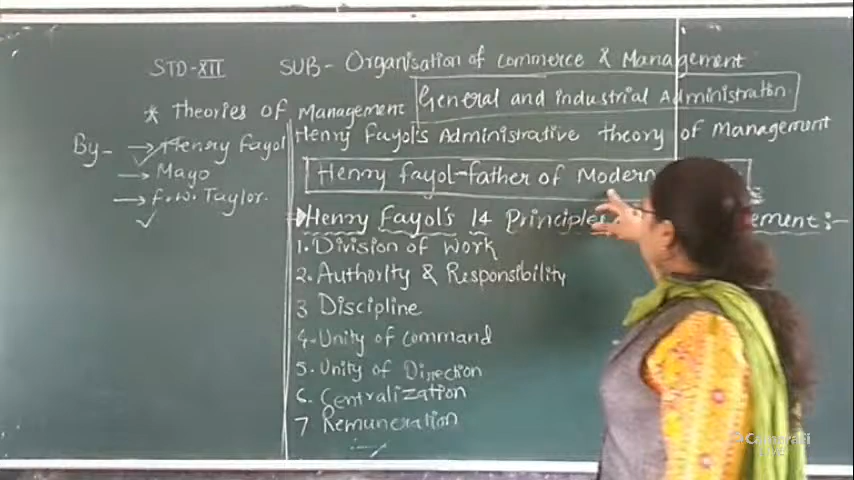 STD-XII SUB- Organisation of commerce & Management
* Theories of Management General and industrial Administration.
By- → Henry Fayol
→ Mayo
→ F.W. Taylor.
Henry Fayol's Administrative theory of Management
Henry fayol-father of Modern
Henry Fayol's 14 Principles ement:-
1. Division of work
2. Authority & Responsibility
3 Discipline
4. Unity of command
5. Unity of Direction
6. Centralization
7 Remuneration